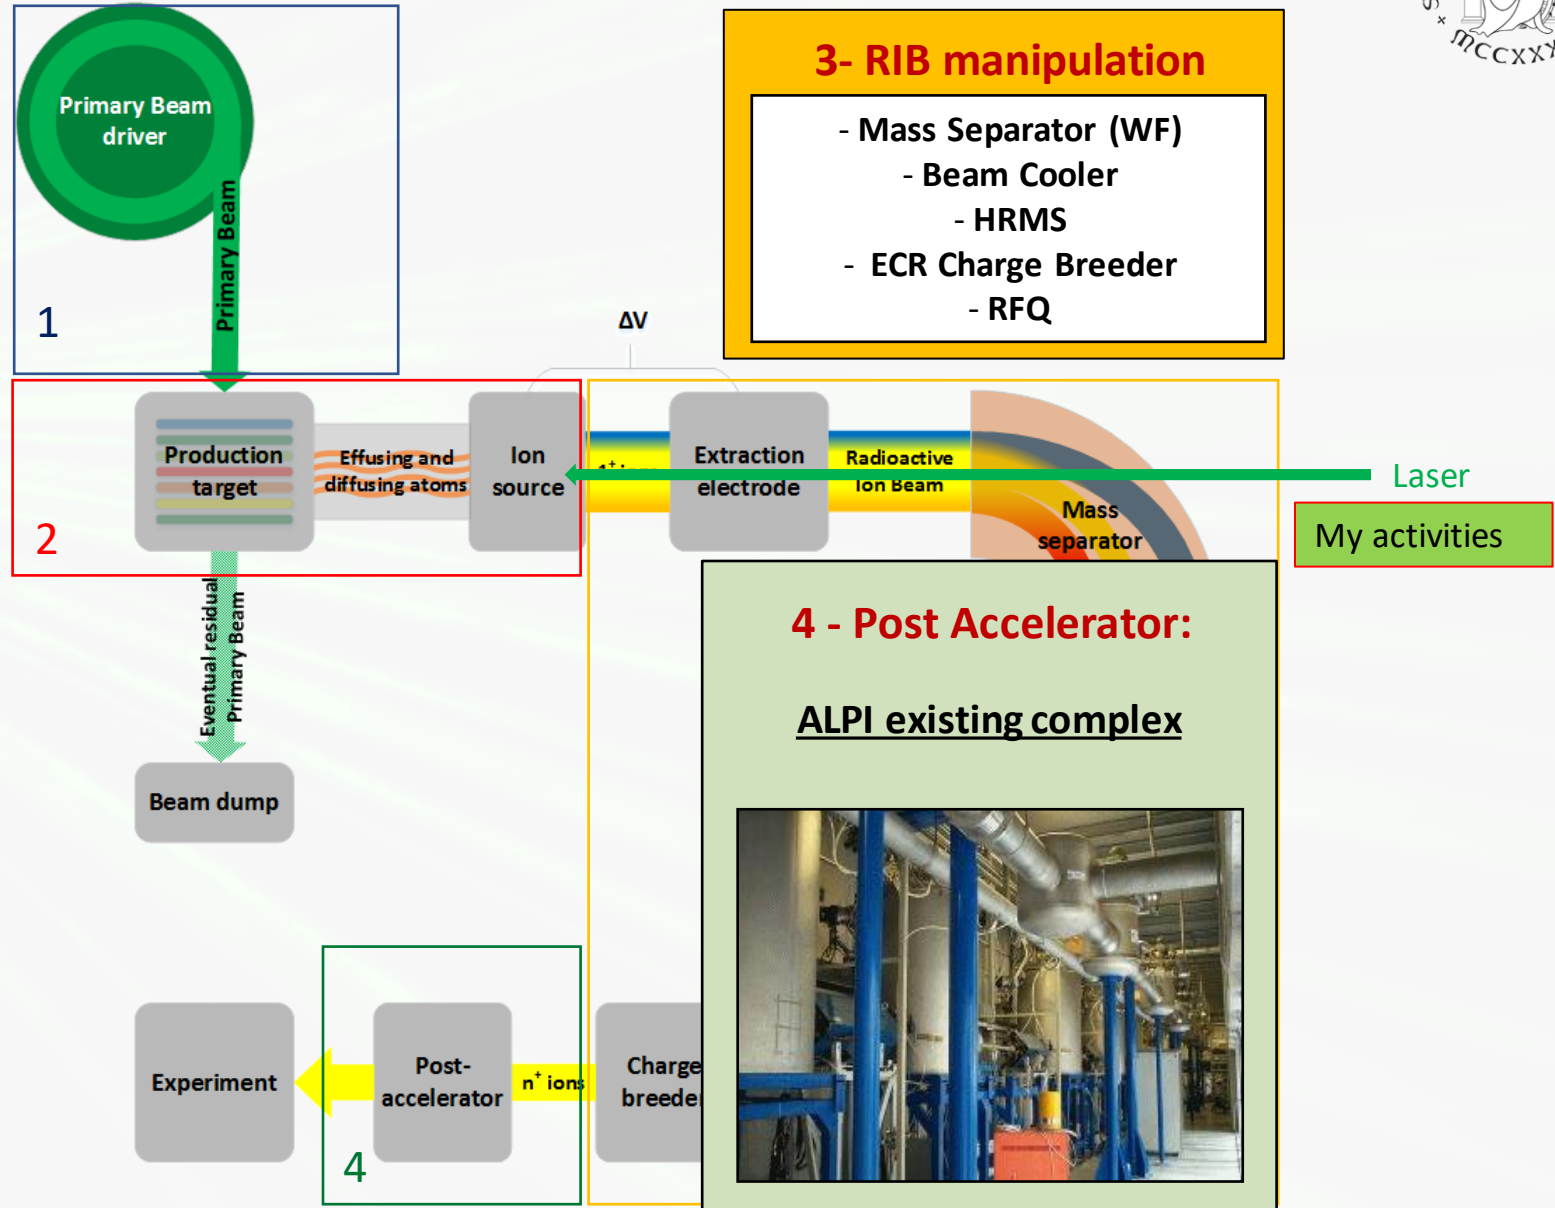 MCCXXX
Primary Beam
driver
Primary Beam
1
3- RIB manipulation
- Mass Separator (WF)
- Beam Cooler
- HRMS
- ECR Charge Breeder
- RFQ
ΔV
Production
target
Effusing and
diffusing atoms
Ion
source
1⁺ ions
Extraction
electrode
Radioactive
Ion Beam
Mass
separator
Laser
My activities
2
Eventual residual
Primary Beam
Beam dump
4 - Post Accelerator:
ALPI existing complex
Experiment
Post-
accelerator
n⁺ ions
Charge
breeder
4